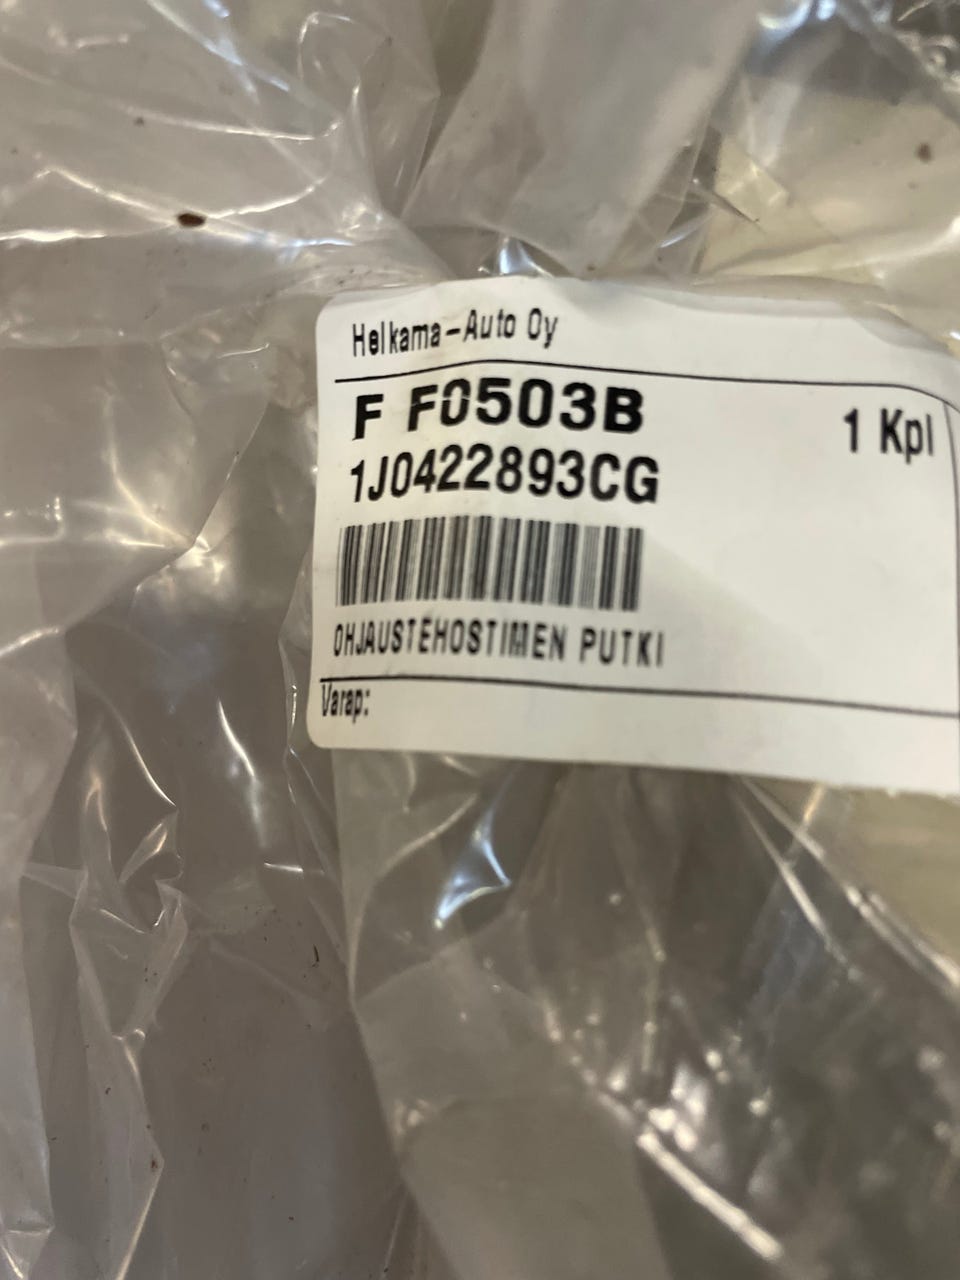 Helkama-Auto Oy
F F0503B
1 Kpl
1J0422893CG
OHJAUSTEHOSTIMEN PUTKI
Varap: